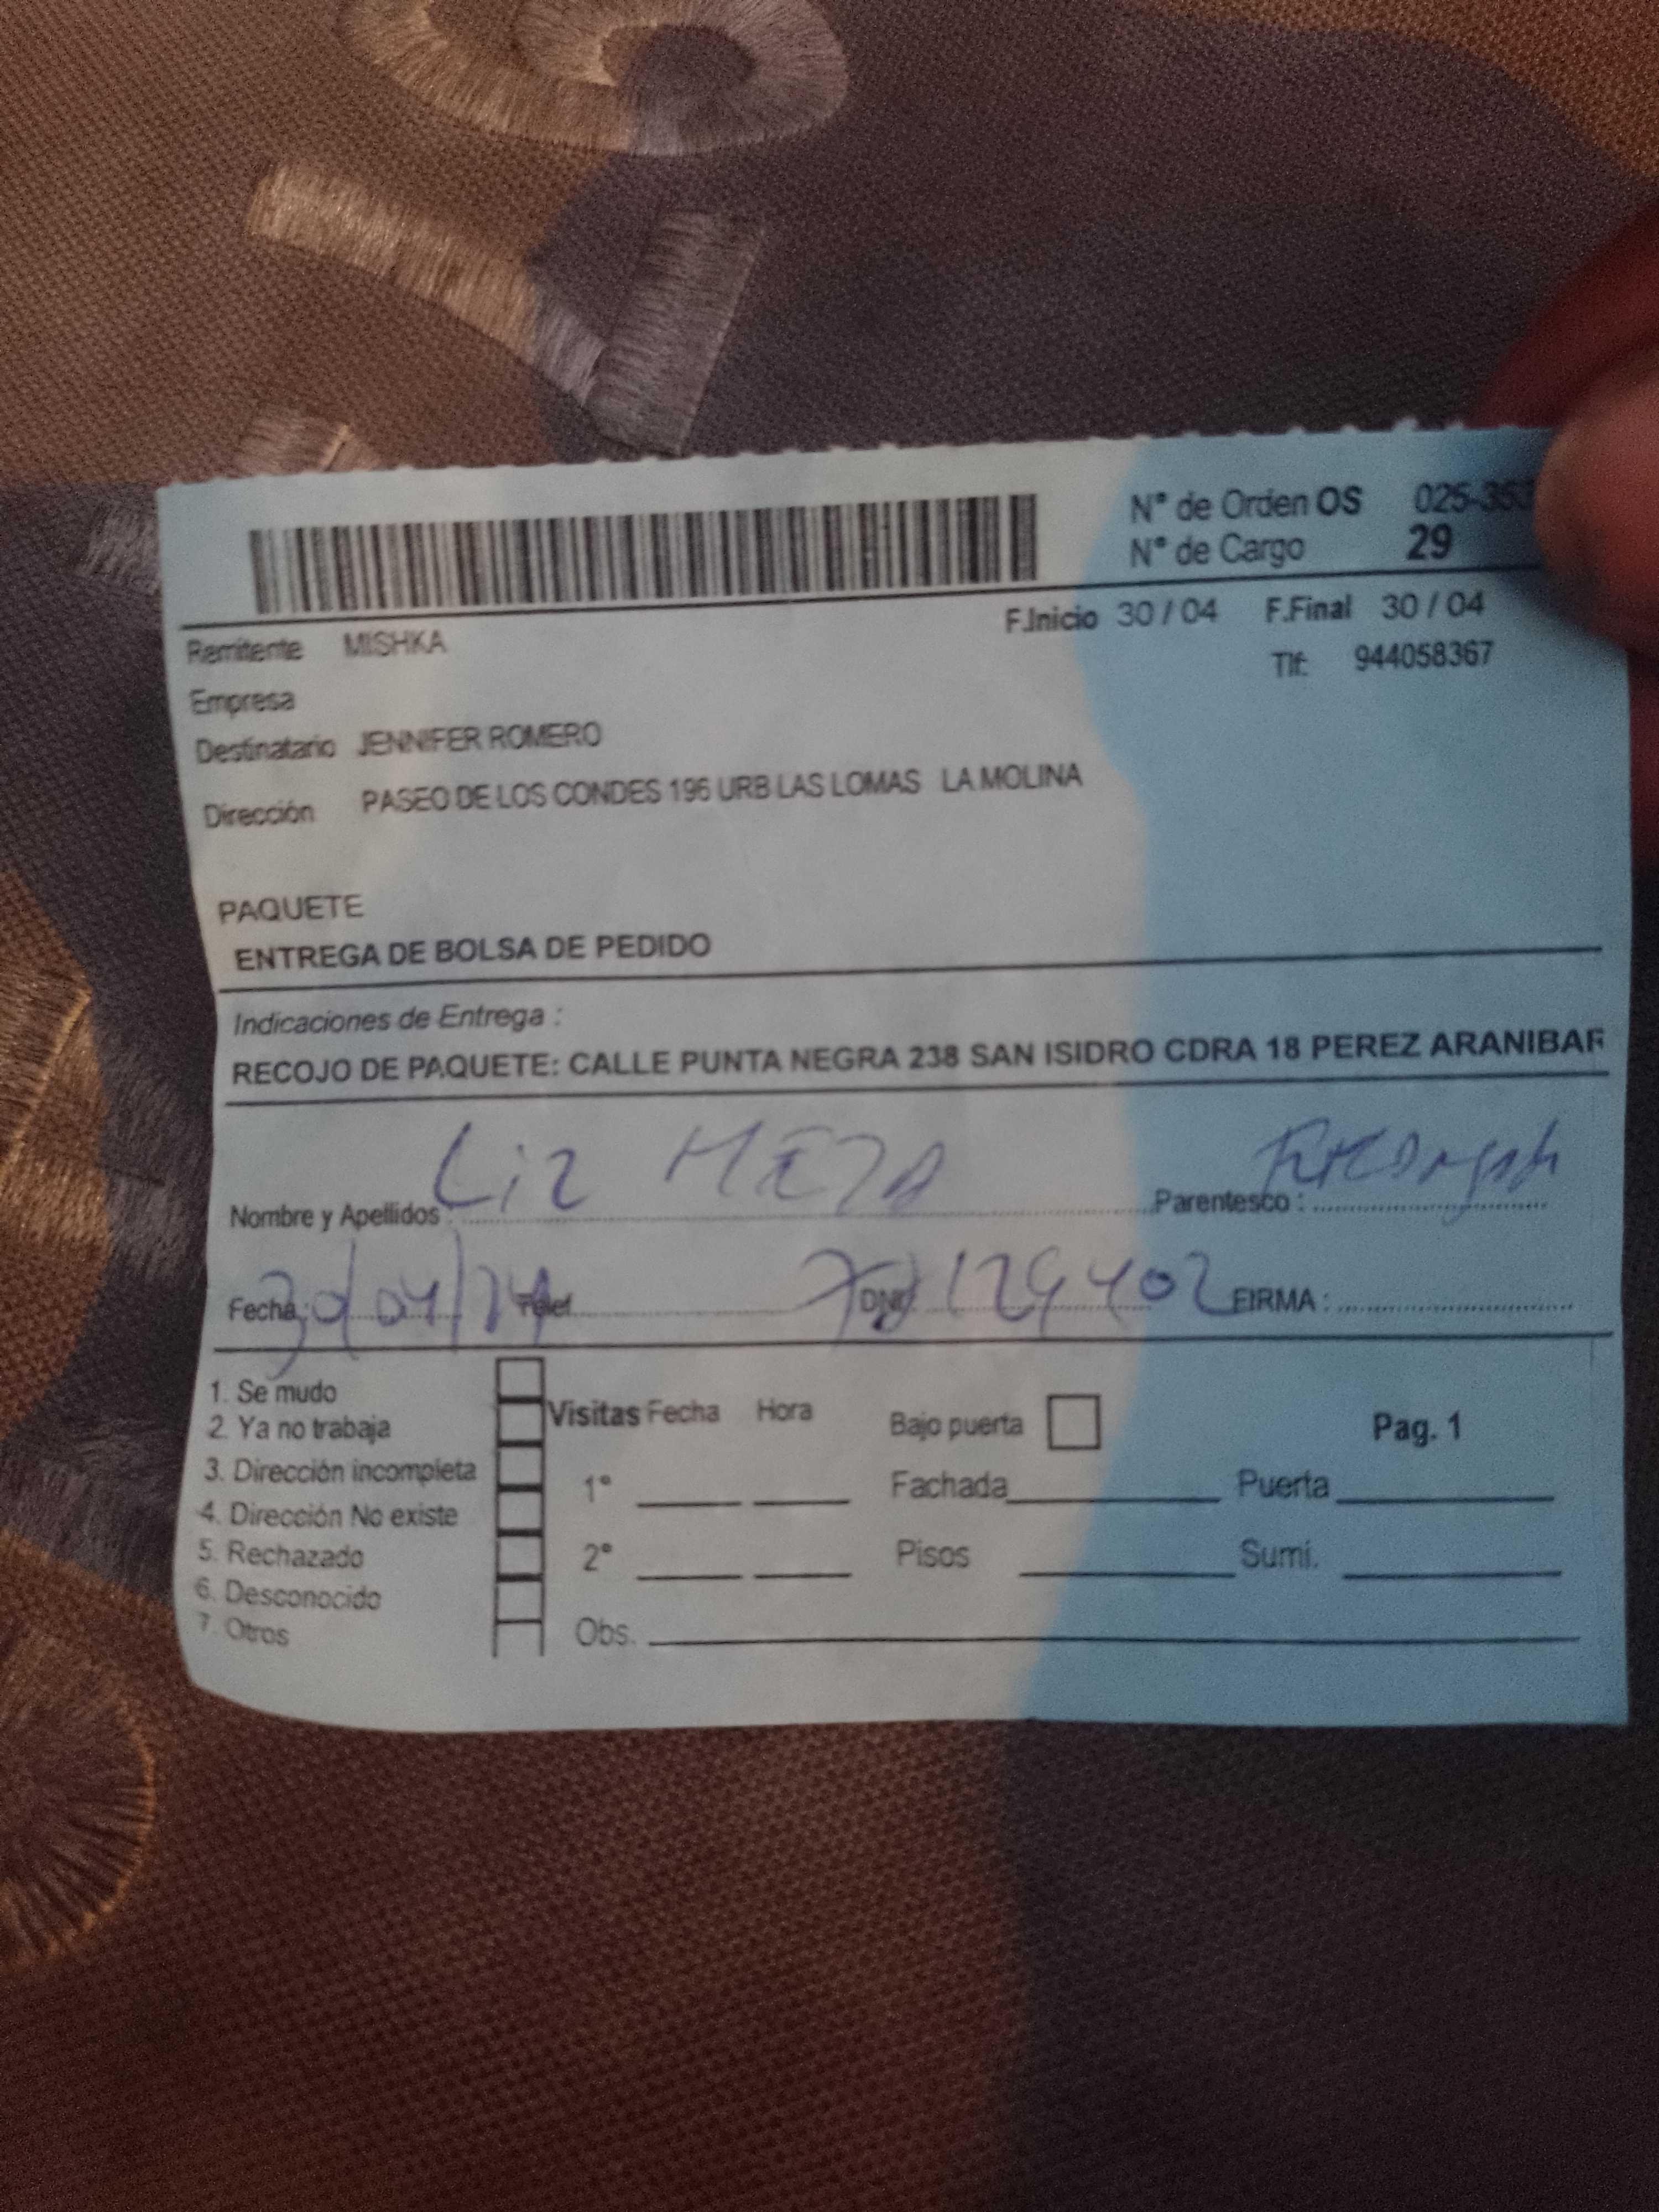 N° de Orden OS 025-353
N° de Cargo 29
F.Inicio 30 / 04 F.Final 30 / 04
Remitente MISHKA
Tlf: 944058367
Empresa
Destinatario JENNIFER ROMERO
Dirección PASEO DE LOS CONDES 196 URB LAS LOMAS LA MOLINA
PAQUETE
ENTREGA DE BOLSA DE PEDIDO
Indicaciones de Entrega :
RECOJO DE PAQUETE: CALLE PUNTA NEGRA 238 SAN ISIDRO CDRA 18 PEREZ ARANIBAR
Nombre y Apellidos : Liz Parentesco :
Fecha: 30/04/24 Telef. DNI FIRMA :
1. Se mudo
2. Ya no trabaja
3. Dirección incompleta
4. Dirección No existe
5. Rechazado
6. Desconocido
7. Otros
Visitas Fecha Hora
1°
2°
Obs.
Bajo puerta Pag. 1
Fachada Puerta
Pisos Sumi.